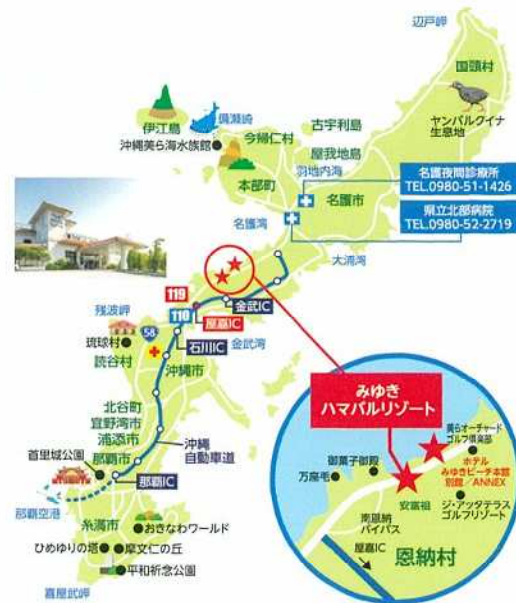 辺戸岬
国頭村
ヤンバルクイナ
生息地
伊江島
備瀬崎
沖縄美ら海水族館
今帰仁村
古宇利島
屋我地島
羽地内海
本部町
名護市
名護夜間診療所
TEL.0980-51-1426
県立北部病院
TEL.0980-52-2719
名護湾
大浦湾
残波岬
119
110
金武IC
屋嘉IC
58
石川IC
金武湾
琉球村
読谷村
沖縄市
みゆき
ハマバルリゾート
北谷町
宜野湾市
浦添市
那覇市
首里城公園
沖縄
自動車道
那覇IC
那覇空港
糸満市
おきなわワールド
ひめゆりの塔
摩文仁の丘
平和祈念公園
喜屋武岬
美らオーチャード
ゴルフ倶楽部
御菓子御殿
万座毛
ホテル
みゆきビーチ本館
別館/ANNEX
安富祖
ジ・アッタテラス
ゴルフリゾート
南恩納
バイパス
屋嘉IC
恩納村